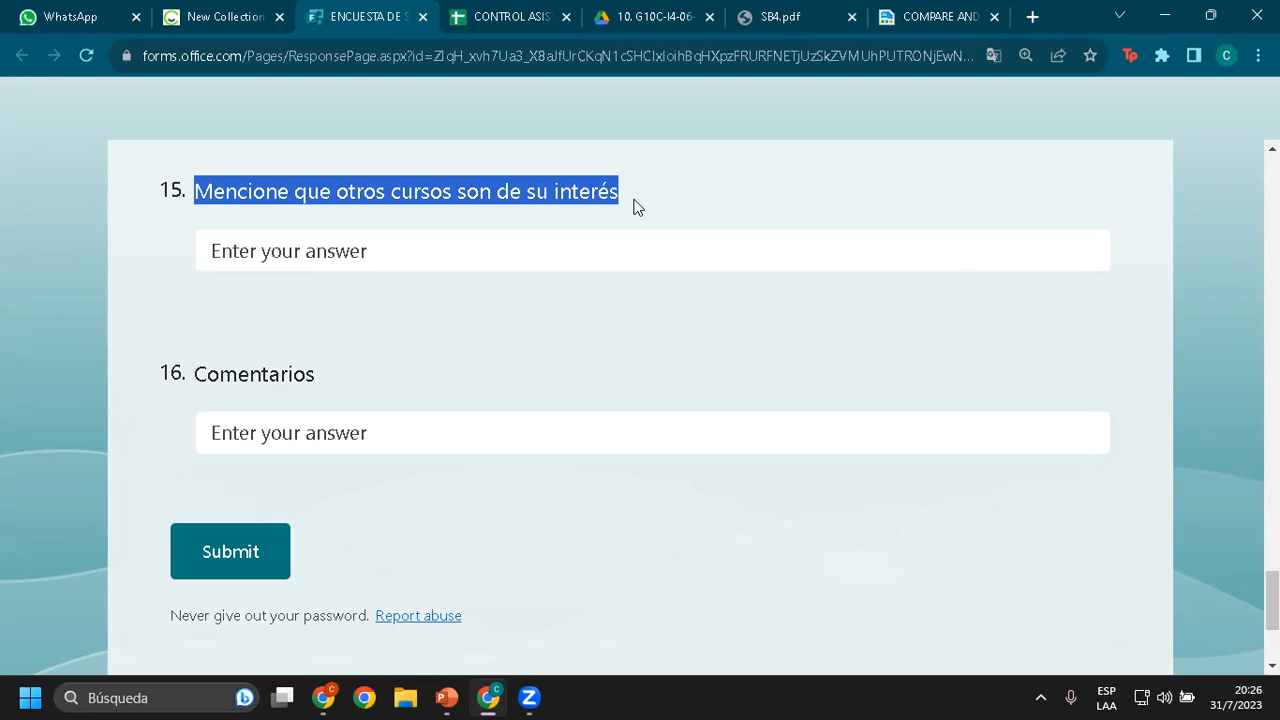 WhatsApp
New Collection
ENCUESTA DE S
CONTROL ASIS
10. G10C-I4-06-
SB4.pdf
COMPARE AND
forms.office.com/Pages/ResponsePage.aspx?id=ZIqH_xvh7Ua3_X8aJfUrCKqN1cSHCIxIoihBqHXpzFRURFNETjUzSkZVMUhPUTRONjEwN...
15. Mencione que otros cursos son de su interés
Enter your answer
16. Comentarios
Enter your answer
Submit
Never give out your password. Report abuse
Búsqueda
ESP
LAA
20:26
31/7/2023